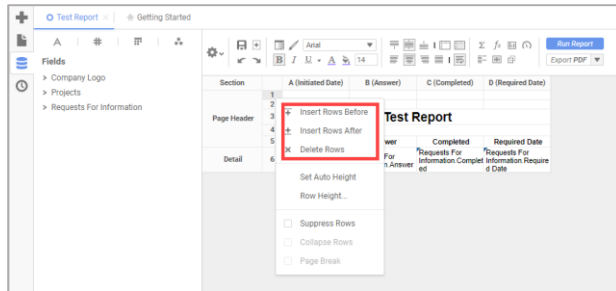 Test Report
Getting Started
Arial
14
Run Report
Export PDF
Fields
Company Logo
Projects
Requests For Information
Section
A (Initiated Date)
B (Answer)
C (Completed)
D (Required Date)
1
2
Page Header
3
Test Report
4
5
wer
Completed
Required Date
Detail
6
For
n.Answer
Requests For
Information.Complet
ed
Requests For
Information.Require
d Date
Insert Rows Before
Insert Rows After
Delete Rows
Set Auto Height
Row Height...
Suppress Rows
Collapse Rows
Page Break